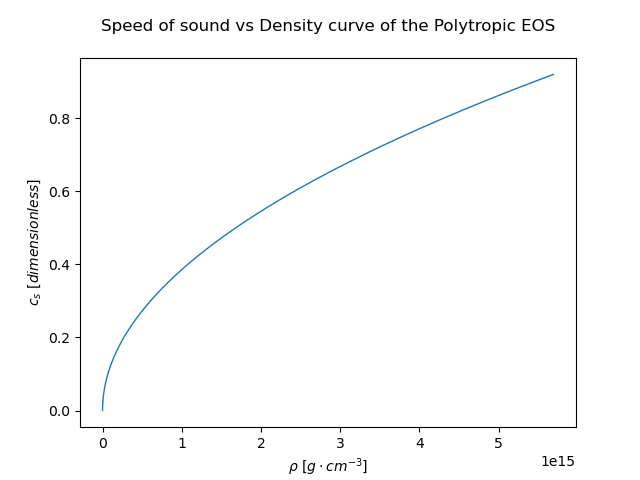 Speed of sound vs Density curve of the Polytropic EOS
c_s [dimensionless]
0.8
0.6
0.4
0.2
0.0
0 1 2 3 4 5
1e15
ρ [g · cm⁻³]